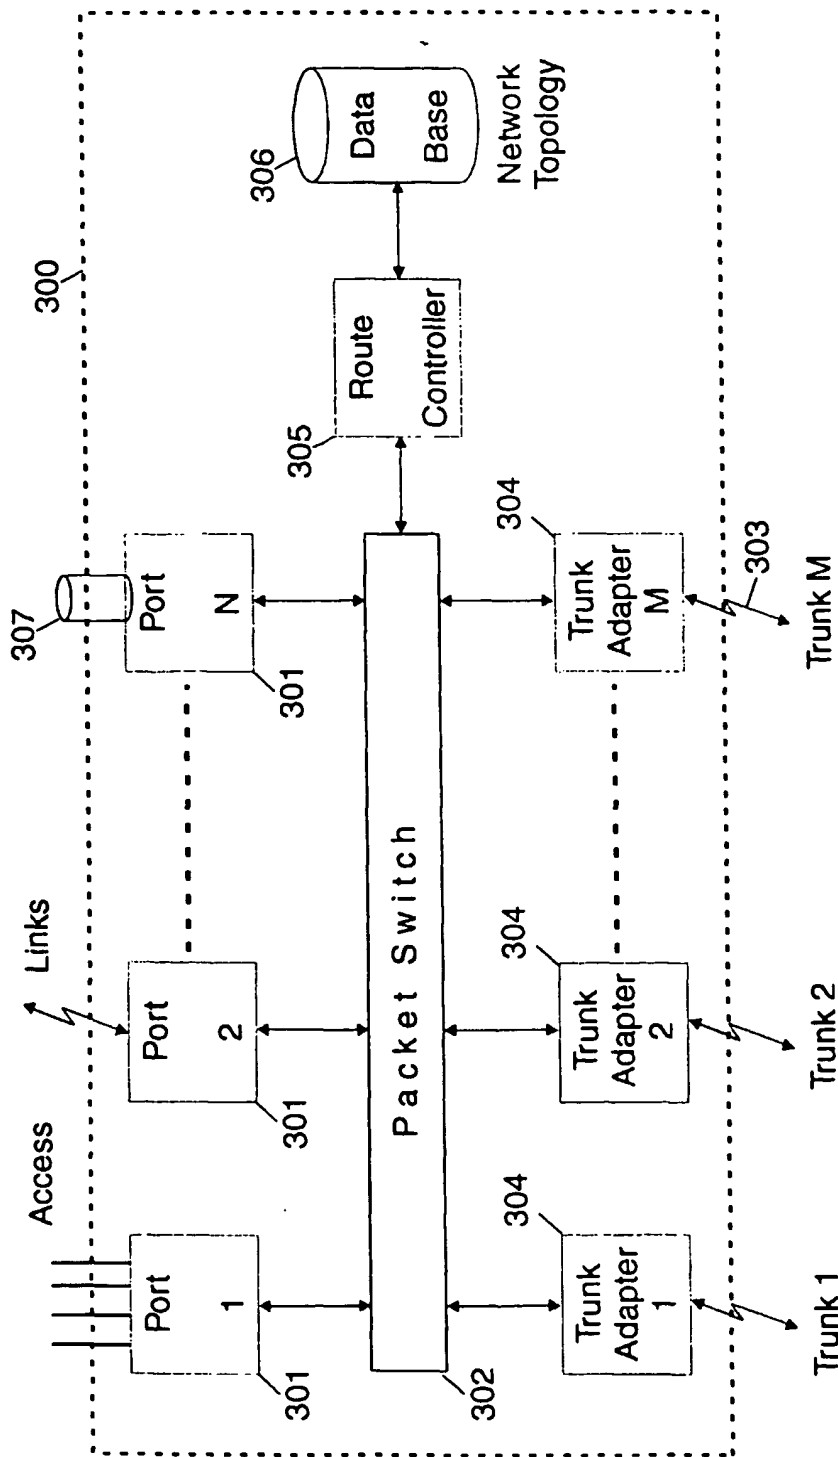 Access
Links
300
307
Port
1
Port
2
Port
N
301
301
301
306
Data
Base
Network
Topology
305
Route
Controller
Packet Switch
302
304
304
304
Trunk
Adapter
1
Trunk
Adapter
2
Trunk
Adapter
M
303
Trunk 1
Trunk 2
Trunk M